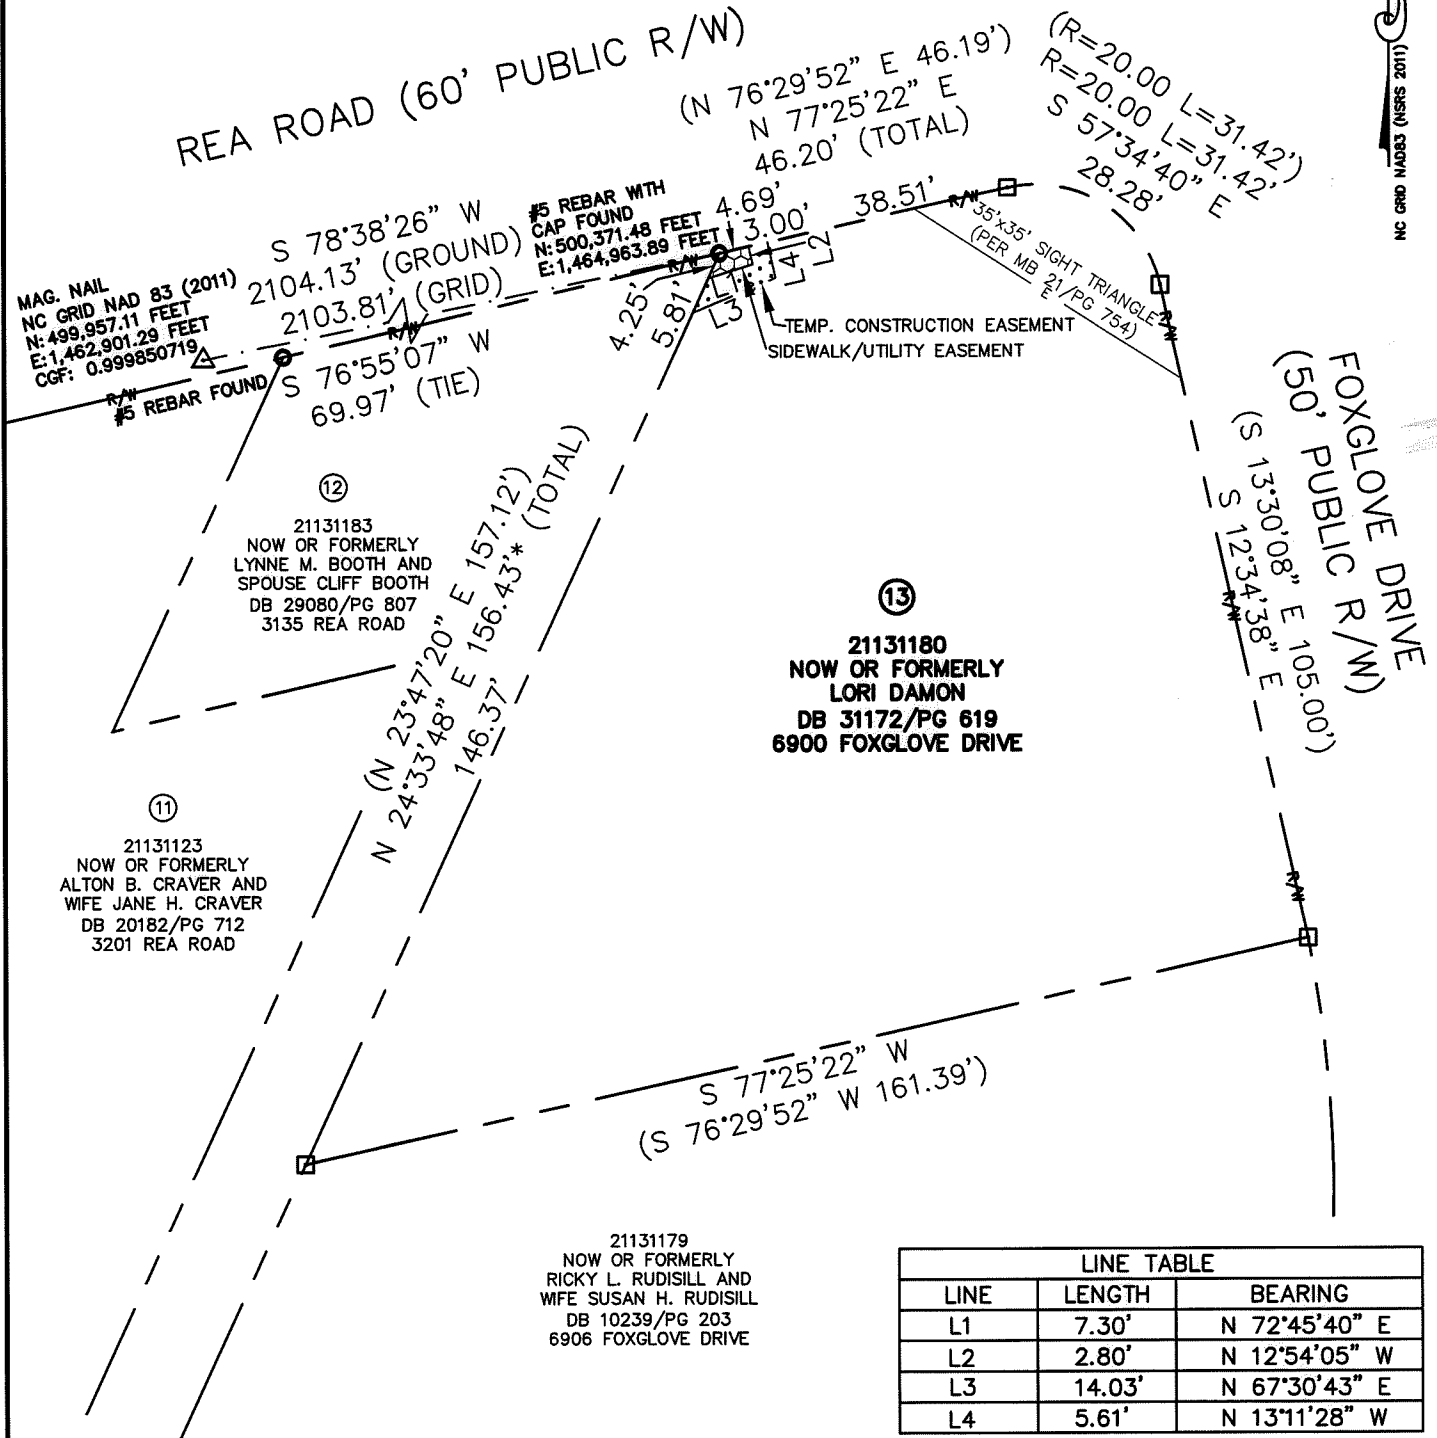 REA ROAD (60' PUBLIC R/W)
(N 76°29'52" E 46.19')
N 77°25'22" E
46.20' (TOTAL)
(R=20.00 L=31.42')
R=20.00 L=31.42'
S 57°34'40" E
28.28'
NC GRID NAD83 (NSRS 2011)
MAG. NAIL
NC GRID NAD 83 (2011)
N: 499,957.11 FEET
E: 1,462,901.29 FEET
CGF: 0.999850719
S 78°38'26" W
2104.13' (GROUND)
2103.81' (GRID)
#5 REBAR WITH
CAP FOUND
N: 500,371.48 FEET
E: 1,464,963.89 FEET
4.69'
3.00'
38.51'
R/W
R/W
R/W
R/W
#5 REBAR FOUND
S 76°55'07" W
69.97' (TIE)
4.25'
5.81'
L1
L2
L3
L4
35'x35' SIGHT TRIANGLE
(PER MB 21/PG 754)
E
TEMP. CONSTRUCTION EASEMENT
SIDEWALK/UTILITY EASEMENT
R/W
FOXGLOVE DRIVE
(50' PUBLIC R/W)
(S 13°30'08" E 105.00')
S 12°34'38" E
R/W
R/W
12
21131183
NOW OR FORMERLY
LYNNE M. BOOTH AND
SPOUSE CLIFF BOOTH
DB 29080/PG 807
3135 REA ROAD
(N 23°47'20" E 157.12')
N 24°33'48" E 156.43'* (TOTAL)
146.37'
13
21131180
NOW OR FORMERLY
LORI DAMON
DB 31172/PG 619
6900 FOXGLOVE DRIVE
11
21131123
NOW OR FORMERLY
ALTON B. CRAVER AND
WIFE JANE H. CRAVER
DB 20182/PG 712
3201 REA ROAD
S 77°25'22" W
(S 76°29'52" W 161.39')
21131179
NOW OR FORMERLY
RICKY L. RUDISILL AND
WIFE SUSAN H. RUDISILL
DB 10239/PG 203
6906 FOXGLOVE DRIVE
LINE TABLE
LINE LENGTH BEARING
L1 7.30' N 72°45'40" E
L2 2.80' N 12°54'05" W
L3 14.03' N 67°30'43" E
L4 5.61' N 13°11'28" W